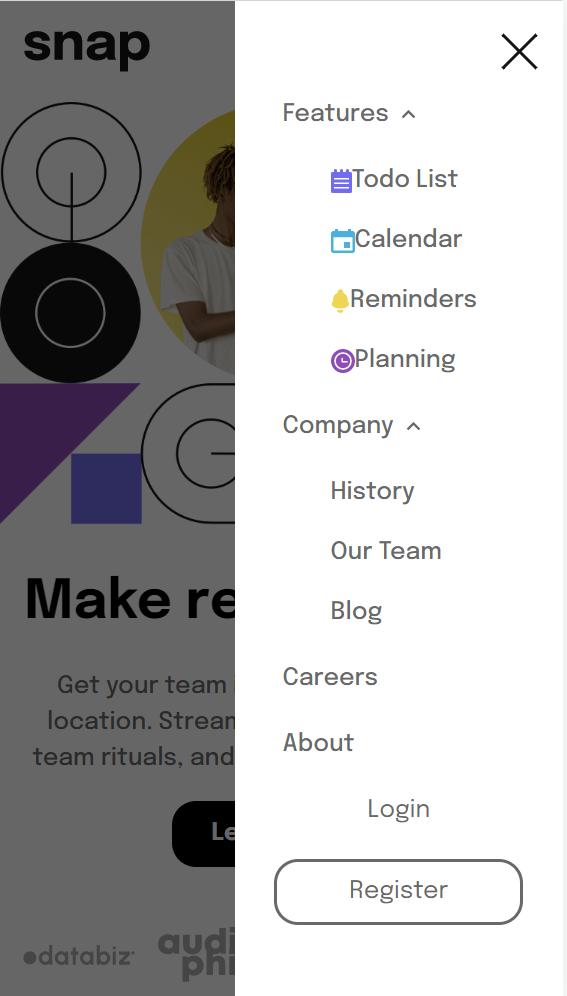 snap
Features
Todo List
Calendar
Reminders
Planning
Company
History
Our Team
Blog
Careers
About
Login
Register
Make re
Get your team
location. Stream
team rituals, and
Le
databiz
audi
phi